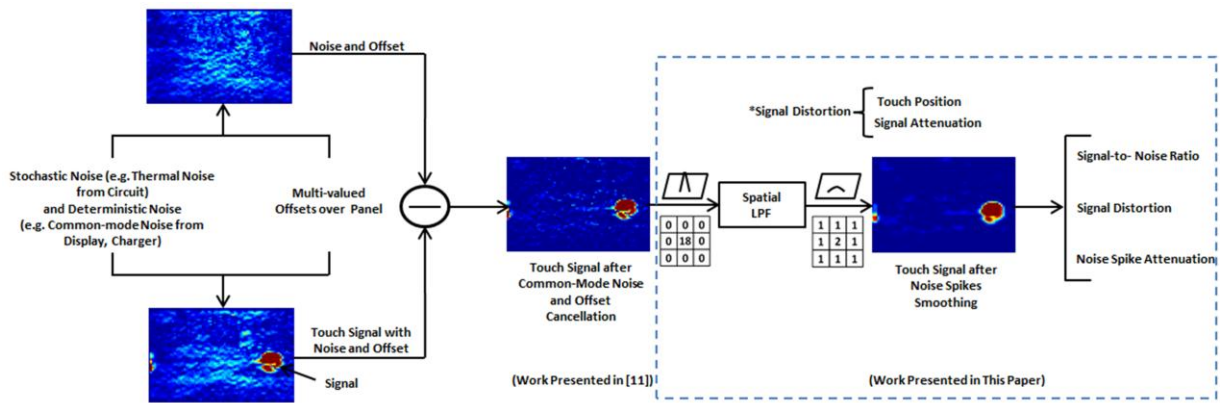 Noise and Offset
Stochastic Noise (e.g. Thermal Noise
from Circuit)
and Deterministic Noise
(e.g. Common-mode Noise from
Display, Charger)
Multi-valued
Offsets over Panel
Touch Signal with
Noise and Offset
Signal
Touch Signal after
Common-Mode Noise
and Offset
Cancellation
(Work Presented in [11])
*Signal Distortion
Touch Position
Signal Attenuation
0 0 0
0 18 0
0 0 0
Spatial
LPF
1 1 1
1 2 1
1 1 1
Touch Signal after
Noise Spikes
Smoothing
Signal-to- Noise Ratio
Signal Distortion
Noise Spike Attenuation
(Work Presented in This Paper)